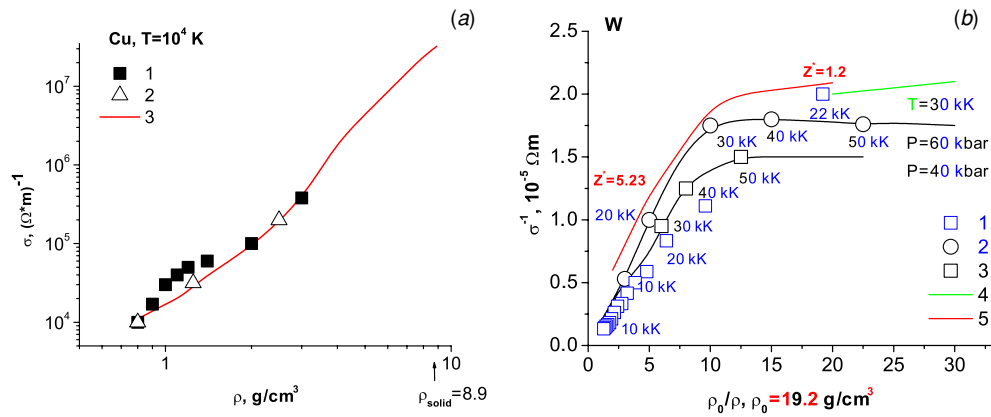 (a)
Cu, T=10⁴ K
1
2
3
10⁷
10⁶
10⁵
10⁴
σ, (Ω*m)⁻¹
1
10
ρ, g/cm³
ρsolid=8.9
(b)
W
2.5
2.0
1.5
1.0
0.5
0.0
σ⁻¹, 10⁻⁵ Ωm
Z*=1.2
Z*=5.23
T=30 kK
22 kK
30 kK
40 kK
50 kK
P=60 kbar
P=40 kbar
50 kK
40 kK
20 kK
30 kK
20 kK
10 kK
10 kK
1
2
3
4
5
0
5
10
15
20
25
30
ρ₀/ρ, ρ₀=19.2 g/cm³